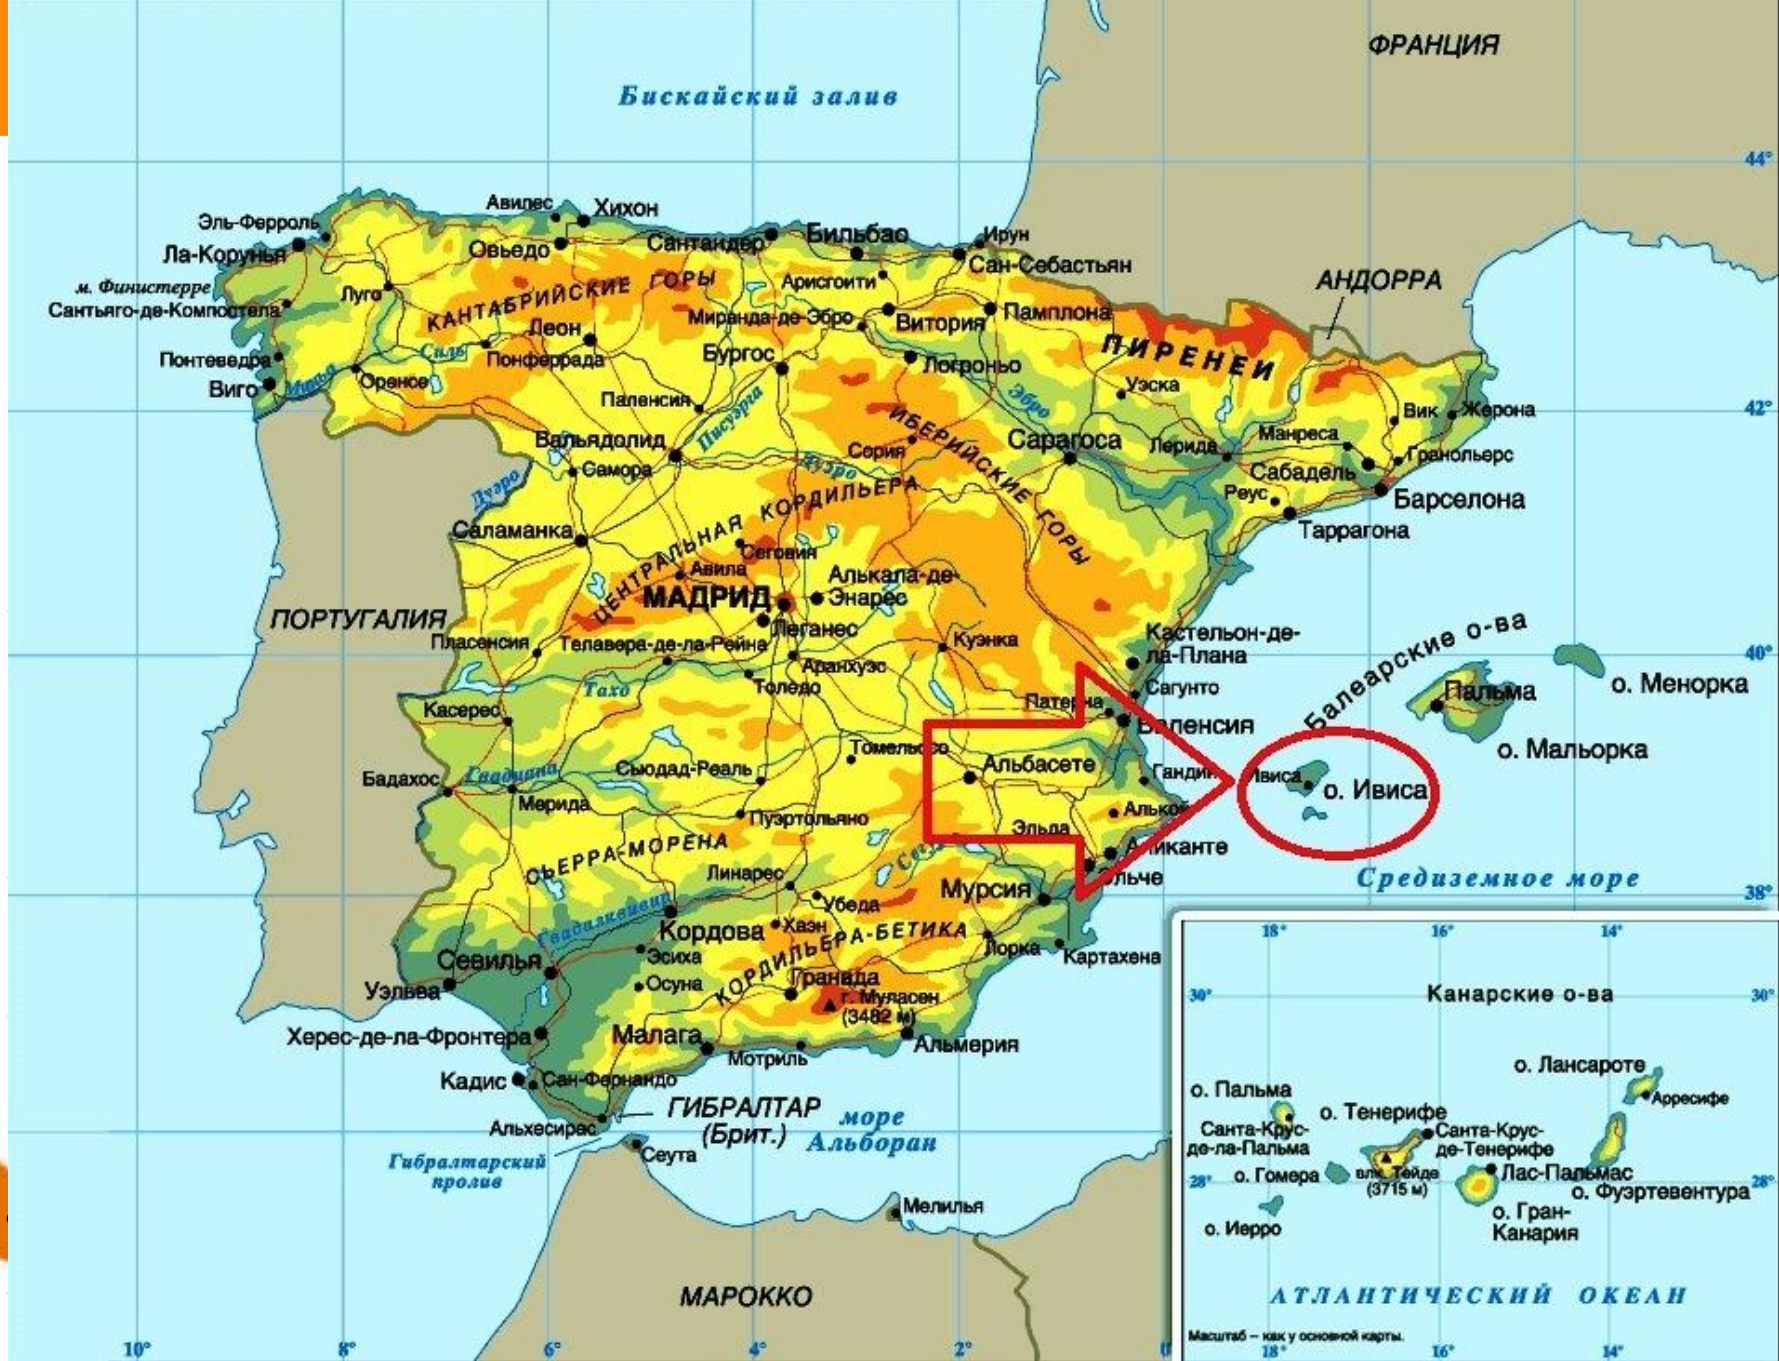 ФРАНЦИЯ
Бискайский залив
44°
Авилес
Хихон
Эль-Ферроль
Ла-Корунья
Овьедо
Сантандер
Бильбао
Ирун
Сан-Себастьян
м. Финистерре
Сантьяго-де-Компостела
Луго
КАНТАБРИЙСКИЕ ГОРЫ
Арисгоити
АНДОРРА
Леон
Миранда-де-Эбро
Витория
Памплона
Понтеведра
Силь
Понферрада
Бургос
Логроньо
ПИРЕНЕИ
Виго
Минью
Оренсе
Паленсия
Писуэрга
Эбро
Уэска
Вик
Жерона
42°
Вальядолид
Сория
ИБЕРИЙСКИЕ ГОРЫ
Сарагоса
Лерида
Манреса
Гранольерс
Самора
Дуэро
Дуэро
Сабадель
Реус
Барселона
Саламанка
ЦЕНТРАЛЬНАЯ КОРДИЛЬЕРА
Таррагона
Сеговия
Авила
Алькала-де-
Энарес
МАДРИД
ПОРТУГАЛИЯ
Леганес
Пласенсия
Телавера-де-ла-Рейна
Куэнка
Кастельон-де-
ла-Плана
Балеарские о-ва
40°
Аранхуэс
Тахо
Толедо
Сагунто
Пальма
о. Менорка
Касерес
Патерна
Валенсия
о. Мальорка
Томельосо
Альбасете
Бадахос
Гвадиана
Сьюдад-Реаль
Гандия
Ивиса
о. Ивиса
Мерида
Пуэртольяно
Алькой
Эльда
СЬЕРРА-МОРЕНА
Аликанте
Линарес
Эльче
Средиземное море
38°
Мурсия
Убеда
Гвадалквивир
Кордова
Хаэн
КОРДИЛЬЕРА-БЕТИКА
Лорка
Картахена
Севилья
Эсиха
Осуна
Гранада
Уэльва
г. Муласен
(3482 м)
Херес-де-ла-Фронтера
Малага
Мотриль
Альмерия
Кадис
Сан-Фернандо
ГИБРАЛТАР
(Брит.)
море
Альборан
Альхесирас
Гибралтарский
пролив
Сеута
Мелилья
МАРОККО
10°
8°
6°
4°
2°
0
18°
16°
14°
30°
Канарские о-ва
30°
о. Лансароте
о. Пальма
Арресифе
о. Тенерифе
Санта-Крус-
де-ла-Пальма
Санта-Крус-
де-Тенерифе
о. Гомера
влк. Тейде
(3715 м)
Лас-Пальмас
28°
28°
о. Фуэртевентура
о. Иерро
о. Гран-
Канария
АТЛАНТИЧЕСКИЙ ОКЕАН
Масштаб – как у основной карты.
18°
16°
14°